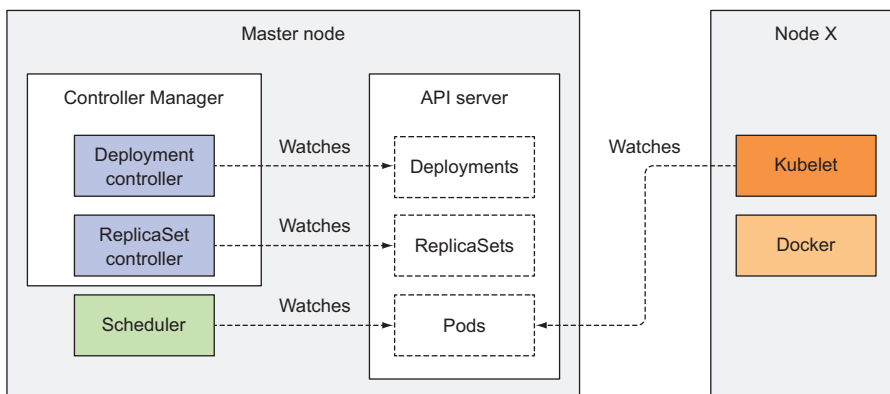 Master node
Node X
Controller Manager
API server
Deployment
controller
Watches
Deployments
Watches
Kubelet
ReplicaSet
controller
Watches
ReplicaSets
Docker
Scheduler
Watches
Pods